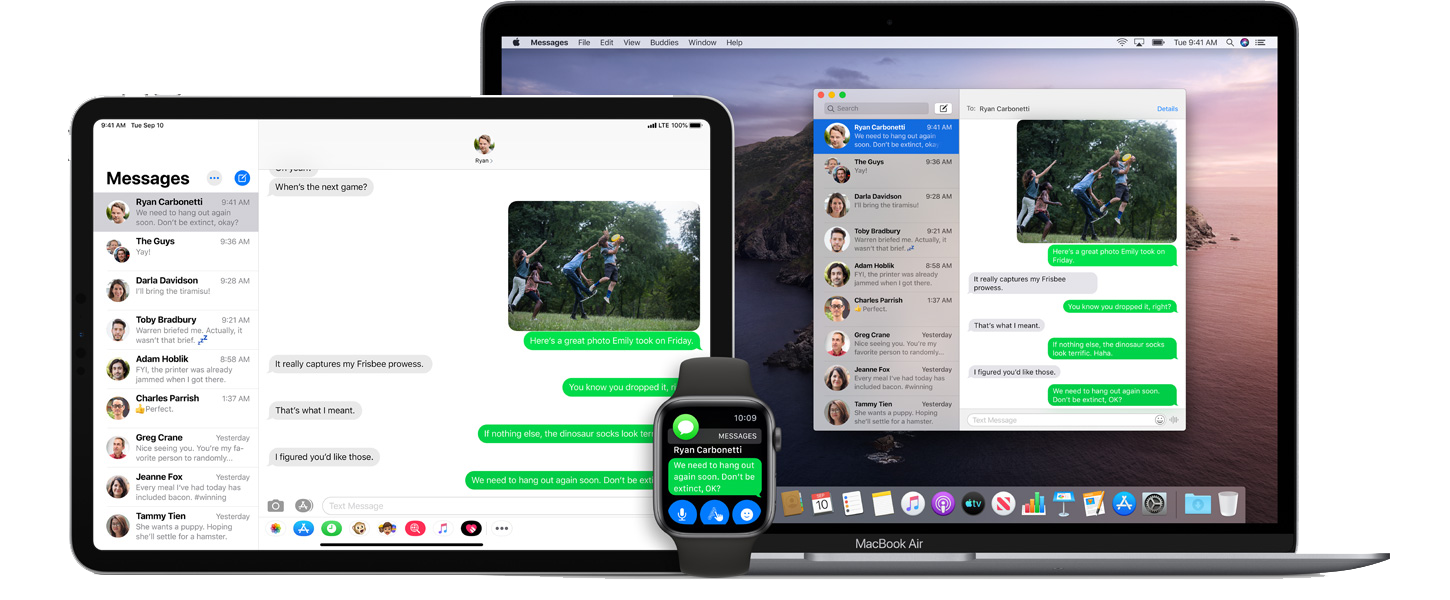 9:41 AM Tue Sep 10
LTE 100%
Messages
Ryan Carbonetti 9:41 AM
We need to hang out again
soon. Don't be extinct, okay?
The Guys 9:36 AM
Yay!
Darla Davidson 9:28 AM
I'll bring the tiramisu!
Toby Bradbury 9:21 AM
Warren briefed me. Actually, it
wasn't that brief. 💤
Adam Hoblik 8:58 AM
FYI, the printer was already
jammed when I got there.
Charles Parrish 1:37 AM
👍Perfect.
Greg Crane Yesterday
Nice seeing you. You're my fa-
vorite person to randomly...
Jeanne Fox Yesterday
Every meal I've had today has
included bacon. #winning
Tammy Tien Yesterday
She wants a puppy. Hoping
she'll settle for a hamster.
Ryan
When's the next game?
Here's a great photo Emily took on Friday.
It really captures my Frisbee prowess.
You know you dropped it,
That's what I meant.
If nothing else, the dinosaur socks look
I figured you'd like those.
We need to hang out again soon. Don't be
Text Message
10:09
MESSAGES
Ryan Carbonetti
We need to hang out
again soon. Don't be
extinct, OK?
Messages File Edit View Buddies Window Help
Tue 9:41 AM
Search
Ryan Carbonetti 9:41 AM
We need to hang out again
soon. Don't be extinct, okay
The Guys 9:36 AM
Yay!
Darla Davidson 9:28 AM
I'll bring the tiramisu!
Toby Bradbury 9:21 AM
Warren briefed me. Actually, it
wasn't that brief. 💤
Adam Hoblik 8:58 AM
FYI, the printer was already
jammed when I got there.
Charles Parrish 1:37 AM
👍Perfect.
Greg Crane Yesterday
Nice seeing you. You're my
favorite person to randomly...
Jeanne Fox Yesterday
Every meal I've had today has
included bacon. #winning
Tammy Tien Yesterday
She wants a puppy. Hoping
she'll settle for a hamster.
To: Ryan Carbonetti Details
Here's a great photo Emily took on
Friday.
It really captures my Frisbee
prowess.
You know you dropped it, right?
That's what I meant.
If nothing else, the dinosaur socks
look terrific. Haha.
I figured you'd like those.
We need to hang out again soon.
Don't be extinct, OK?
Text Message
SEP
10
tv
MacBook Air